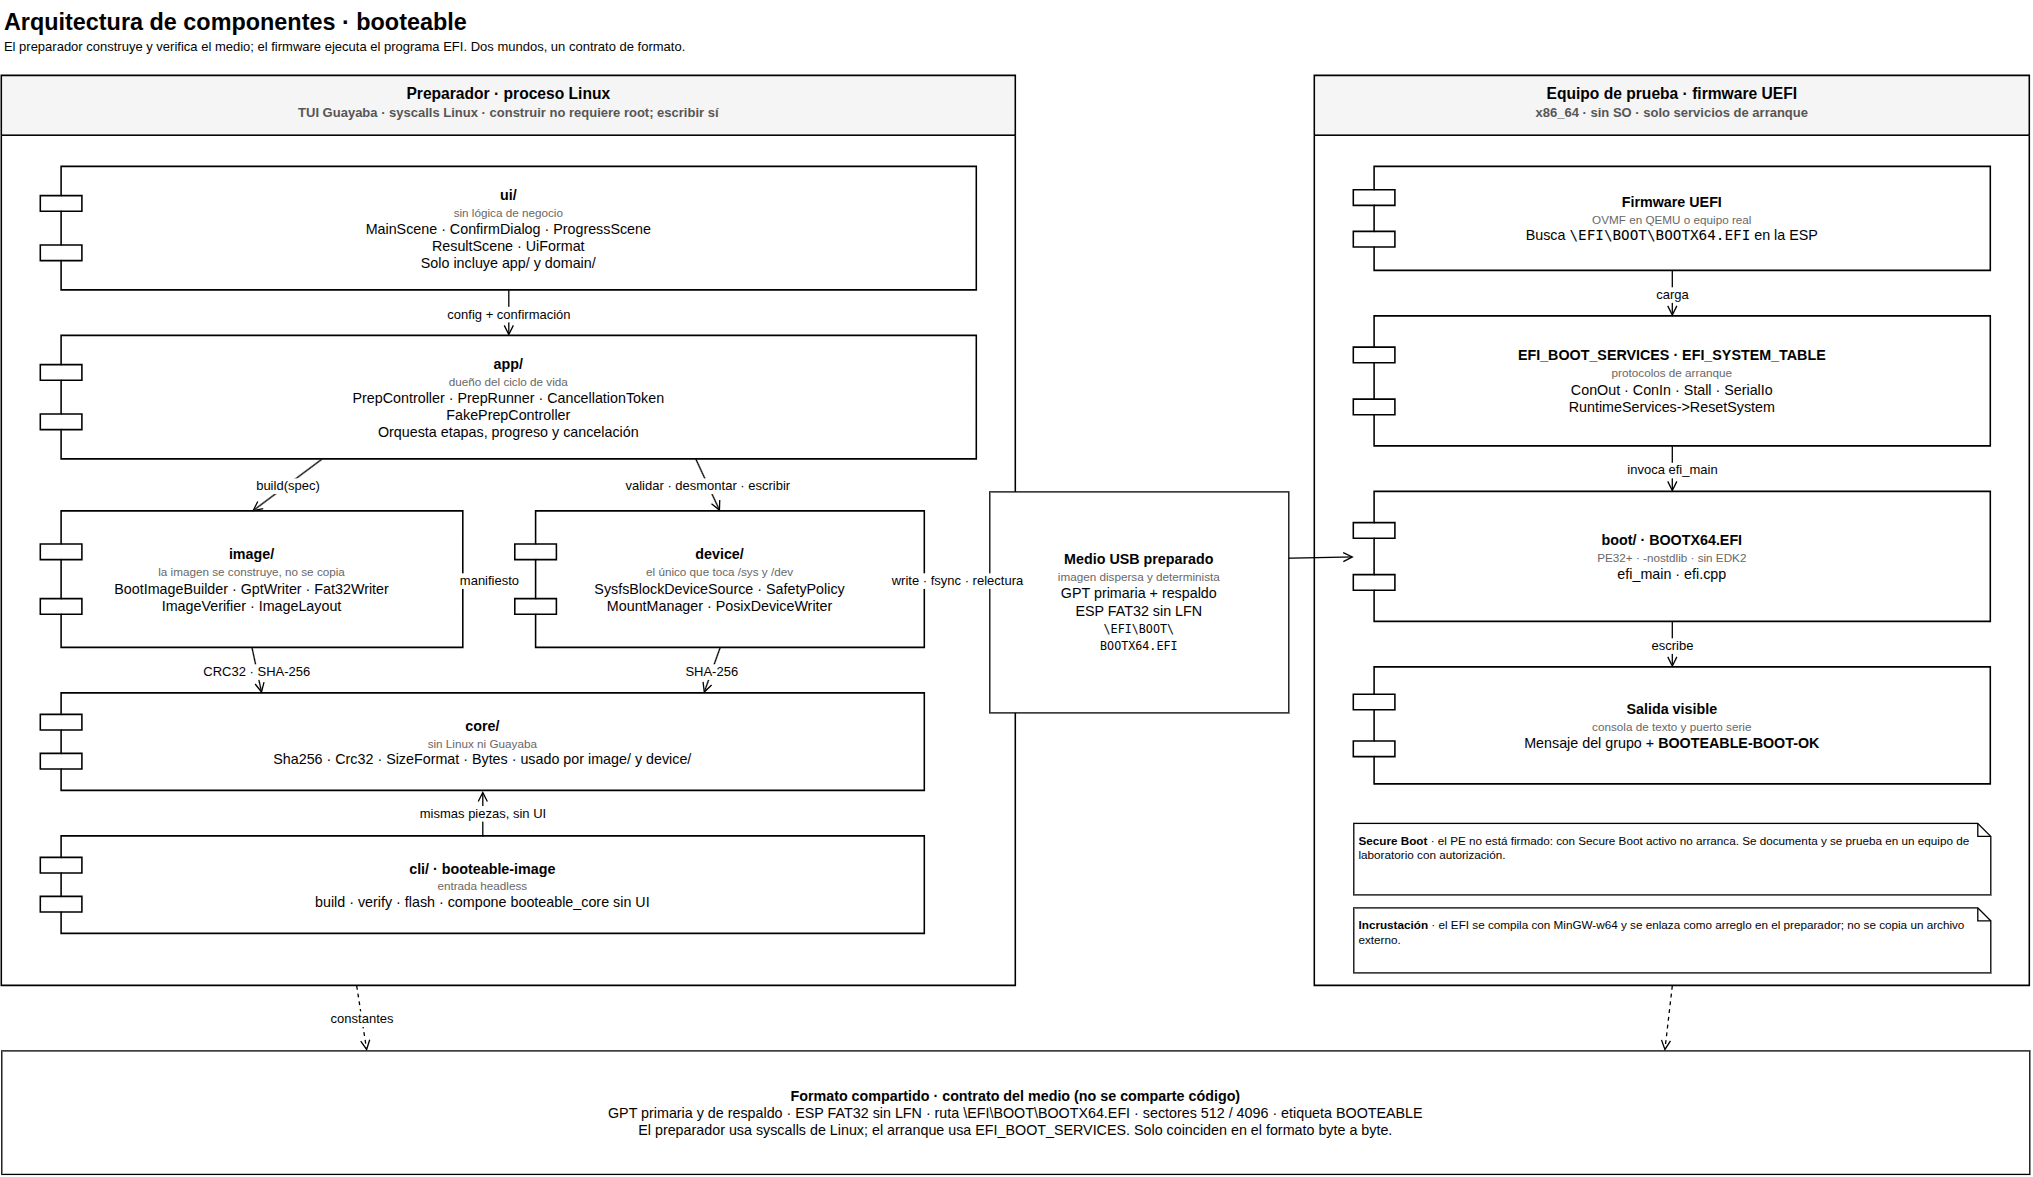 Arquitectura de componentes · booteable
El preparador construye y verifica el medio; el firmware ejecuta el programa EFI. Dos mundos, un contrato de formato.
Preparador · proceso Linux
TUI Guayaba · syscalls Linux · construir no requiere root; escribir sí
ui/
sin lógica de negocio
MainScene · ConfirmDialog · ProgressScene
ResultScene · UiFormat
Solo incluye app/ y domain/
config + confirmación
app/
dueño del ciclo de vida
PrepController · PrepRunner · CancellationToken
FakePrepController
Orquesta etapas, progreso y cancelación
build(spec)
validar · desmontar · escribir
image/
la imagen se construye, no se copia
BootImageBuilder · GptWriter · Fat32Writer
ImageVerifier · ImageLayout
manifiesto
device/
el único que toca /sys y /dev
SysfsBlockDeviceSource · SafetyPolicy
MountManager · PosixDeviceWriter
write · fsync · relectura
CRC32 · SHA-256
SHA-256
core/
sin Linux ni Guayaba
Sha256 · Crc32 · SizeFormat · Bytes · usado por image/ y device/
mismas piezas, sin UI
cli/ · booteable-image
entrada headless
build · verify · flash · compone booteable_core sin UI
Medio USB preparado
imagen dispersa y determinista
GPT primaria + respaldo
ESP FAT32 sin LFN
\EFI\BOOT\
BOOTX64.EFI
Equipo de prueba · firmware UEFI
x86_64 · sin SO · solo servicios de arranque
Firmware UEFI
OVMF en QEMU o equipo real
Busca \EFI\BOOT\BOOTX64.EFI en la ESP
carga
EFI_BOOT_SERVICES · EFI_SYSTEM_TABLE
protocolos de arranque
ConOut · ConIn · Stall · SerialIo
RuntimeServices->ResetSystem
invoca efi_main
boot/ · BOOTX64.EFI
PE32+ · -nostdlib · sin EDK2
efi_main · efi.cpp
escribe
Salida visible
consola de texto y puerto serie
Mensaje del grupo + BOOTEABLE-BOOT-OK
Secure Boot · el PE no está firmado: con Secure Boot activo no arranca. Se documenta y se prueba en un equipo de
laboratorio con autorización.
Incrustación · el EFI se compila con MinGW-w64 y se enlaza como arreglo en el preparador; no se copia un archivo
externo.
constantes
Formato compartido · contrato del medio (no se comparte código)
GPT primaria y de respaldo · ESP FAT32 sin LFN · ruta \EFI\BOOT\BOOTX64.EFI · sectores 512 / 4096 · etiqueta BOOTEABLE
El preparador usa syscalls de Linux; el arranque usa EFI_BOOT_SERVICES. Solo coinciden en el formato byte a byte.